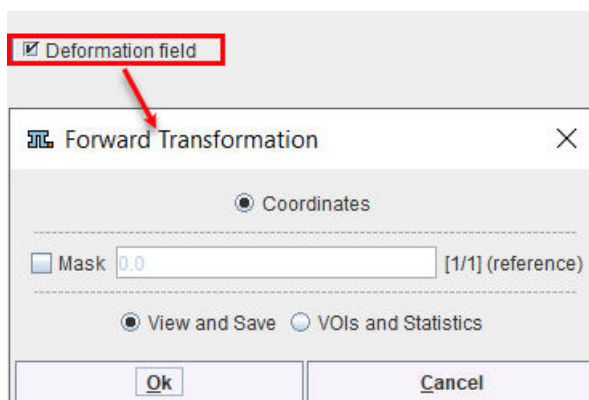 Deformation field
Forward Transformation
Coordinates
Mask 0.0 [1/1] (reference)
View and Save VOIs and Statistics
Ok Cancel